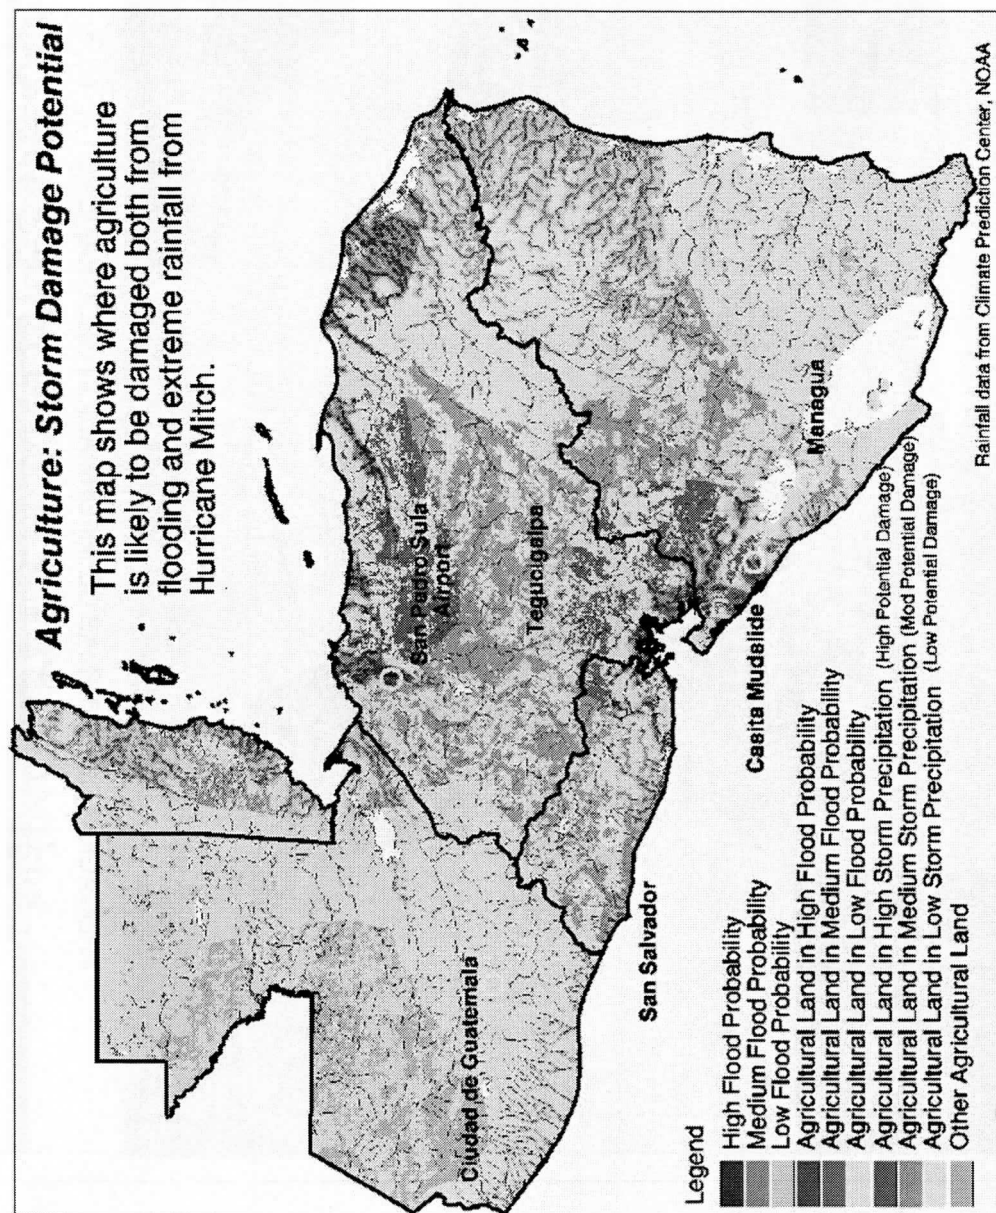 Agriculture: Storm Damage Potential
This map shows where agriculture
is likely to be damaged both from
flooding and extreme rainfall from
Hurricane Mitch.
San Pedro Sula
Airport
Tegucigalpa
Managua
Ciudad de Guatemala
San Salvador
Casita Mudslide
Legend
High Flood Probability
Medium Flood Probability
Low Flood Probability
Agricultural Land in High Flood Probability
Agricultural Land in Medium Flood Probability
Agricultural Land in Low Flood Probability
Agricultural Land in High Storm Precipitation (High Potential Damage)
Agricultural Land in Medium Storm Precipitation (Mod Potential Damage)
Agricultural Land in Low Storm Precipitation (Low Potential Damage)
Other Agricultural Land
Rainfall data from Climate Prediction Center, NOAA